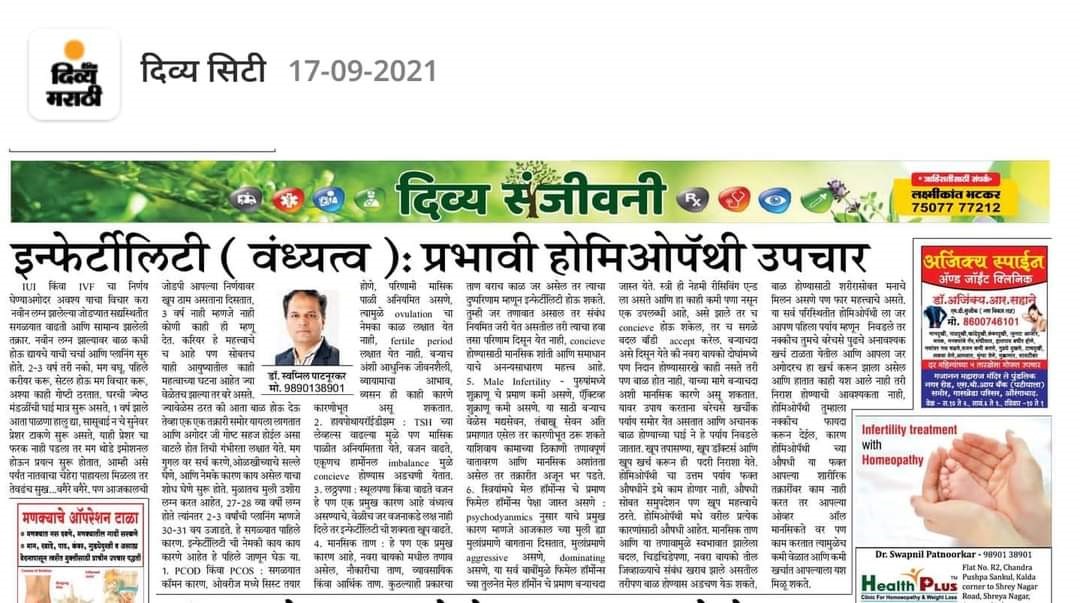 दिव्य मराठी
दिव्य सिटी 17-09-2021
दिव्य संजीवनी
* जाहिरातीसाठी संपर्क *
लक्ष्मीकांत भटकर
75077 77212
इन्फेर्टीलिटी ( वंध्यत्व ): प्रभावी होमिओपॅथी उपचार
IUI किंवा IVF चा निर्णय
घेण्याअगोदर अवश्य याचा विचार करा
नवीन लग्न झालेल्या जोडप्यात सद्यस्थितीत
सगळ्यात वाढती आणि सामान्य झालेली
तक्रार. नवीन लग्न झाल्यावर बाळ कधी
होऊ द्यायचे याची चर्चा आणि प्लानिंग सुरु
होते. 2-3 वर्ष तरी नको, मग बघू, पहिले
करीयर करू, सेटल होऊ मग विचार करू,
अश्या काही गोष्टी ठरतात. घरची ज्येष्ठ
मंडळींची घाई मात्र सुरू असते, 1 वर्ष झाले
आता पाळणा हालू द्या, सासूबाई न चे सुनेवर
प्रेशर टाकणे सुरू असते, याही प्रेशर चा
फरक नाही पडला तर मग थोडे इमोशनल
होऊन प्रयत्न सुरू होतात, आम्ही असे
पर्यंत नातवाचा चेहरा पाहायला मिळाला तर
तेवढंच सुख...वगैरे वगैरे. पण आजकालची
जोडपी आपल्या निर्णयावर
खूप ठाम असताना दिसतात,
3 वर्ष नाही म्हणजे नाही
कोणी काही ही म्हणू
देत. करियर हे महत्त्वाचे
च आहे पण सोबतच
याही आयुष्यातील काही
महत्वाच्या घटना आहेत ज्या
वेळेतच झाल्या तर बरे असते.
ज्यावेळेस ठरत की आता बाळ होऊ देऊ
तेव्हा एक एक तक्रारी समोर यायला लागतात
आणि अगोदर जी गोष्ट सहज होईल असा
वाटले होत तिची गंभीरता लक्षात येते. मग
गुगल वर सर्च करणे,ओळखीच्याचे सल्ले
घेणे, आणि नेमके कारण काय असेल याचा
शोध घेणे सुरू होते. मुळातच मुली उशीरा
लग्न करत आहेत, 27-28 व्या वर्षी लग्न
होते त्यानंतर 2-3 वर्षांची प्लानिंग म्हणजे
30-31 वय उजाडते. हे सगळ्यात पाहिले
कारण. इन्फेर्टीलिटी ची नेमको काय काय
कारणे आहेत हे पहिले जाणून घेऊ या.
1. PCOD किंवा PCOS : सगळयात
कॉमन कारण, ओवरीज मध्ये सिस्ट तयार
डॉ. स्वप्निल पाटनूरकर
मो. 9890138901
होणे, परिणामी मासिक
पाळी अनियमित असणे,
त्यामुळे ovulation चा
नेमका काळ लक्षात येत
नाही, fertile period
लक्षात येत नाही. बऱ्याच
अंशी आधुनिक जीवनशैली,
व्यायामाचा अभाव,
व्यसन ही काही कारणे
कारणीभूत असू शकतात.
2. हायपोथायरॉईडीझम : TSH च्या
लेव्हल्स वाढल्या मुळे पण मासिक
पाळीत अनियमितता येते, वजन वाढते,
एकूणच हार्मोनल imbalance मुळे
concieve होण्यास अडचणी येतात.
3. लठ्ठपणा : स्थूलपणा किंवा वाढते वजन
हे पण एक प्रमुख कारण आहे वंध्यत्व
असण्याचे, वेळीच जर वजनाकडे लक्ष नाही
दिले तर इन्फेर्टीलिटी ची शक्यता खूप वाढते.
4. मानसिक ताण : हे पण एक प्रमुख
कारण आहे, नवरा बायको मधील तणाव
असेल, नौकारीचा ताण, व्यावसायिक
किंवा आर्थिक ताण. कुठल्याही प्रकारचा
ताण बराच काळ जर असेल तर त्याचा
दुष्परिणाम म्हणून इन्फेर्टीलिटी होऊ शकते.
तुम्ही जर तणावात असाल तर संबंध
नियमित जरी येत असतील तरी त्याचा हवा
तसा परिणाम दिसून येत नाही, concieve
होण्यासाठी मानसिक शांती आणि समाधान
याचे अनन्यसाधारण महत्त्व आहे.
5. Male Infertility - पुरुषांमध्ये
शुक्राणू चे प्रमाण कमी असणे, ऍक्टिव्ह
शुक्राणू कमी असणे. या साठी बऱ्याच
वेळेस मद्यसेवन, तंबाखू सेवन अति
प्रमाणात एसेल तर कारणीभूत ठरू शकते
याशिवाय कामाच्या ठिकाणी तणापूर्ण
वातावरण आणि मानसिक अशांतता
असेल तर तक्रारीत अजून भर पडते.
6. स्त्रियांमध्ये मेल हॉर्मोन्स चे प्रमाण
फिमेल हॉर्मोन्स पेक्षा जास्त असणे :
psychodyanmics नुसार याचे प्रमुख
कारण म्हणजे आजकाल च्या मुली ह्या
मुलांप्रमाणे वागताना दिसतात, मुलांप्रमाणे
aggressive असणे, dominating
असणे, या सर्व बाबींमुळे फिमेल हॉर्मोन्स
च्या तुलनेत मेल हॉर्मोन चे प्रमाण बऱ्याचदा
जास्त येते. स्त्री ही नेहमी रीसिविंग एन्ड
ला असते आणि हा काही कमी पणा नसून
एक उपलब्धी आहे, असे झाले तर च
concieve होऊ शकेल, तर च सगळे
बदल बॉडी accept करेल. बऱ्याचदा
असे दिसून येते की नवरा बायको दोघांमध्ये
पण निदान होण्यासारखे काही नसते तरी
पण बाळ होत नाही, याच्या मागे बऱ्याचदा
अशी मानसिक कारणे असू शकतात.
यावर उपाय करताना बरेचसे खर्चीक
पर्याय समोर येत असतात आणि अचानक
बाळ होण्याच्या घाई ने हे पर्याय निवडले
जातात. खूप तपासण्या, खूप डॉक्टर्स आणि
खूप खर्च करून ही पदरी निराशा येते.
होमिओपॅथी चा उत्तम पर्याय फक्त
औषधीने इथे काम होणार नाही, औषधी
सोबत समुपदेशन पण खूप महत्त्वाचे
ठरते. होमिओपॅथी मधे वरील प्रत्येक
कारणांसाठी औषधी आहेत. मानसिक ताण
आणि या तणावामुळे स्वभावात झालेला
बदल, चिडचिडेपणा, नवरा बायको तील
जिव्हाळ्याचे संबंध खराब झाले असतील
तरीपण बाळ होण्यास अडचण येऊ शकते.
बाळ होण्यासाठी शरीरासोबत मनाचे
मिलन असणे पण फार महत्त्वाचे असते.
या सर्व परिस्थितीत होमिओपॅथी ला जर
आपण पहिला पर्याय म्हणून निवडले तर
नक्कीच तुमचे बरेचसे पुढचे अनावश्यक
खर्च टाळता येतील आणि आपला जर
अगोदरच हा खर्च करून झाला असेल
आणि हातात काही यश आले नाही तरी
निराश होण्याची आवश्यकता नाही,
होमिओपॅथी तुम्हाला
नक्कीच फायदा
करून देईल, कारण
होमिओपॅथी च्या
औषधी या फक्त
आपल्या शारीरिक
तक्रारींवर काम नाही
करत तर आपल्या
ओव्हर ऑल
मानसिकते वर पण
काम करतात त्यामुळेच
कमी वेळात आणि कमी
खर्चात आपल्याला यश
मिळू शकते.
मणक्याचे ऑपरेशन टाळा
अजिंक्य स्पाईन
अॅण्ड जॉईंट क्लिनिक
डॉ.अजिंक्य.आर.सहाने
मो. 8600746101
Infertility treatment
with
Homeopathy
Dr. Swapnil Patnoorkar - 98901 38901
Health Plus
Clinic For Homoeopathy & Weight Loss
Flat No. R2, Chandra
Pushpa Sankul, Kalda
corner to Shrey Nagar
Road, Shreya Nagar,